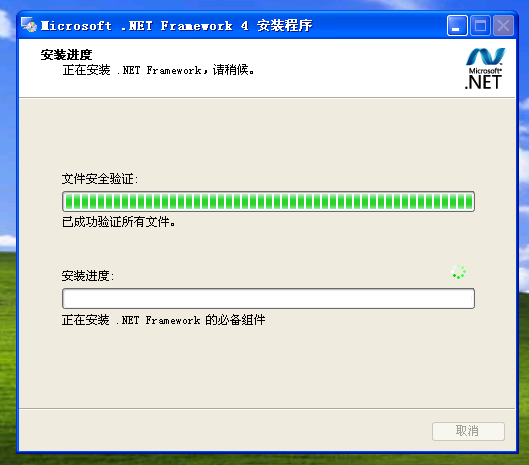 Microsoft .NET Framework 4 安装程序
安装进度
正在安装 .NET Framework，请稍候。
Microsoft®
.NET
文件安全验证:
已成功验证所有文件。
安装进度:
正在安装 .NET Framework 的必备组件
取消